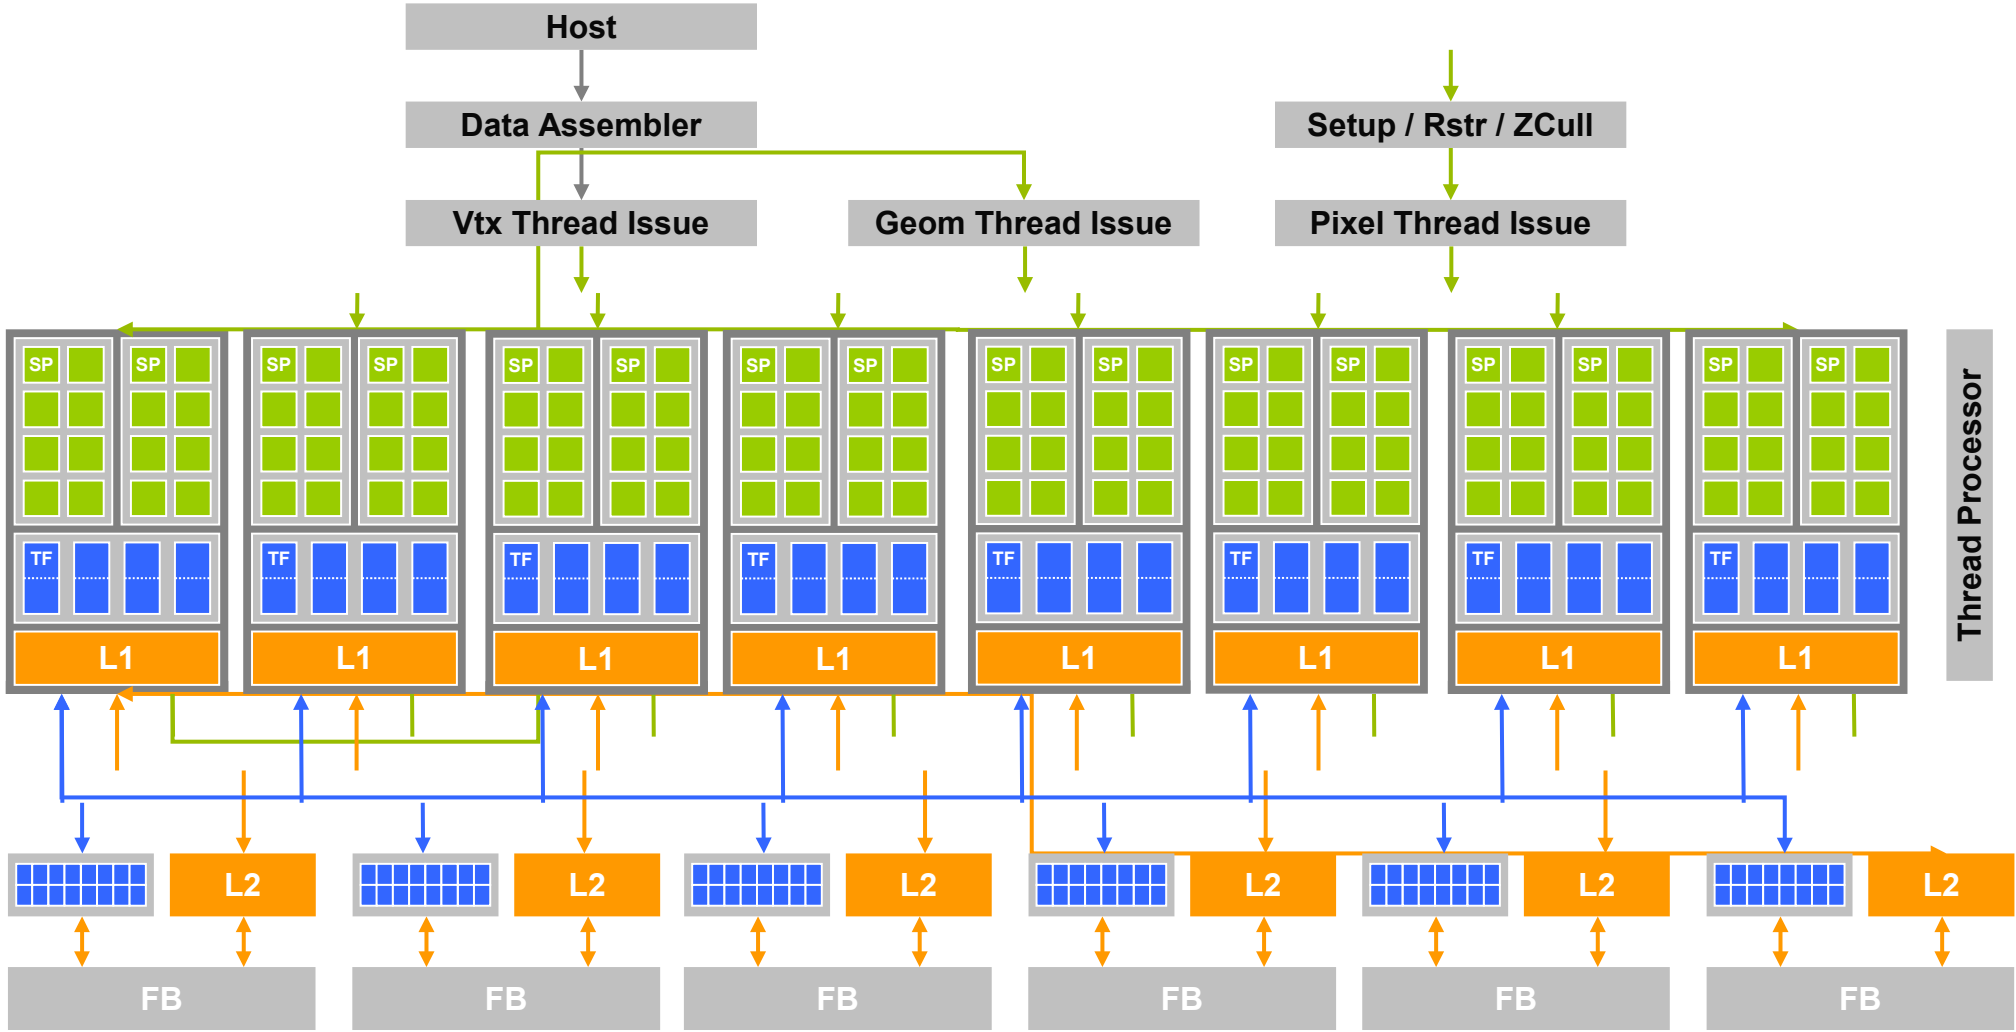 Host
Data Assembler
Setup / Rstr / ZCull
Vtx Thread Issue
Geom Thread Issue
Pixel Thread Issue
SP SP SP SP SP SP SP SP SP SP SP SP SP SP SP SP
TF TF TF TF TF TF TF TF
L1 L1 L1 L1 L1 L1 L1 L1
Thread Processor
L2 L2 L2 L2 L2 L2
FB FB FB FB FB FB